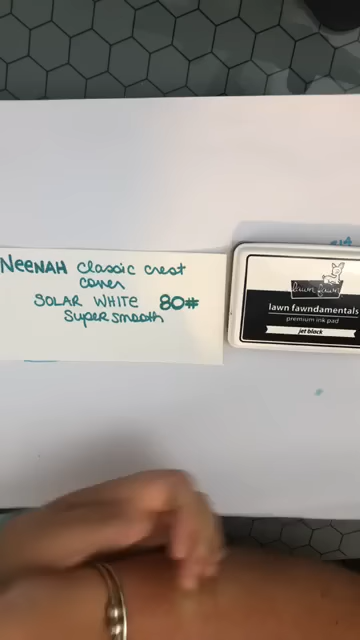 NEENAH Classic crest
cover
SOLAR WHITE 80#
Super smooth
lawn fawn
lawn fawndamentals
premium ink pad
jet black